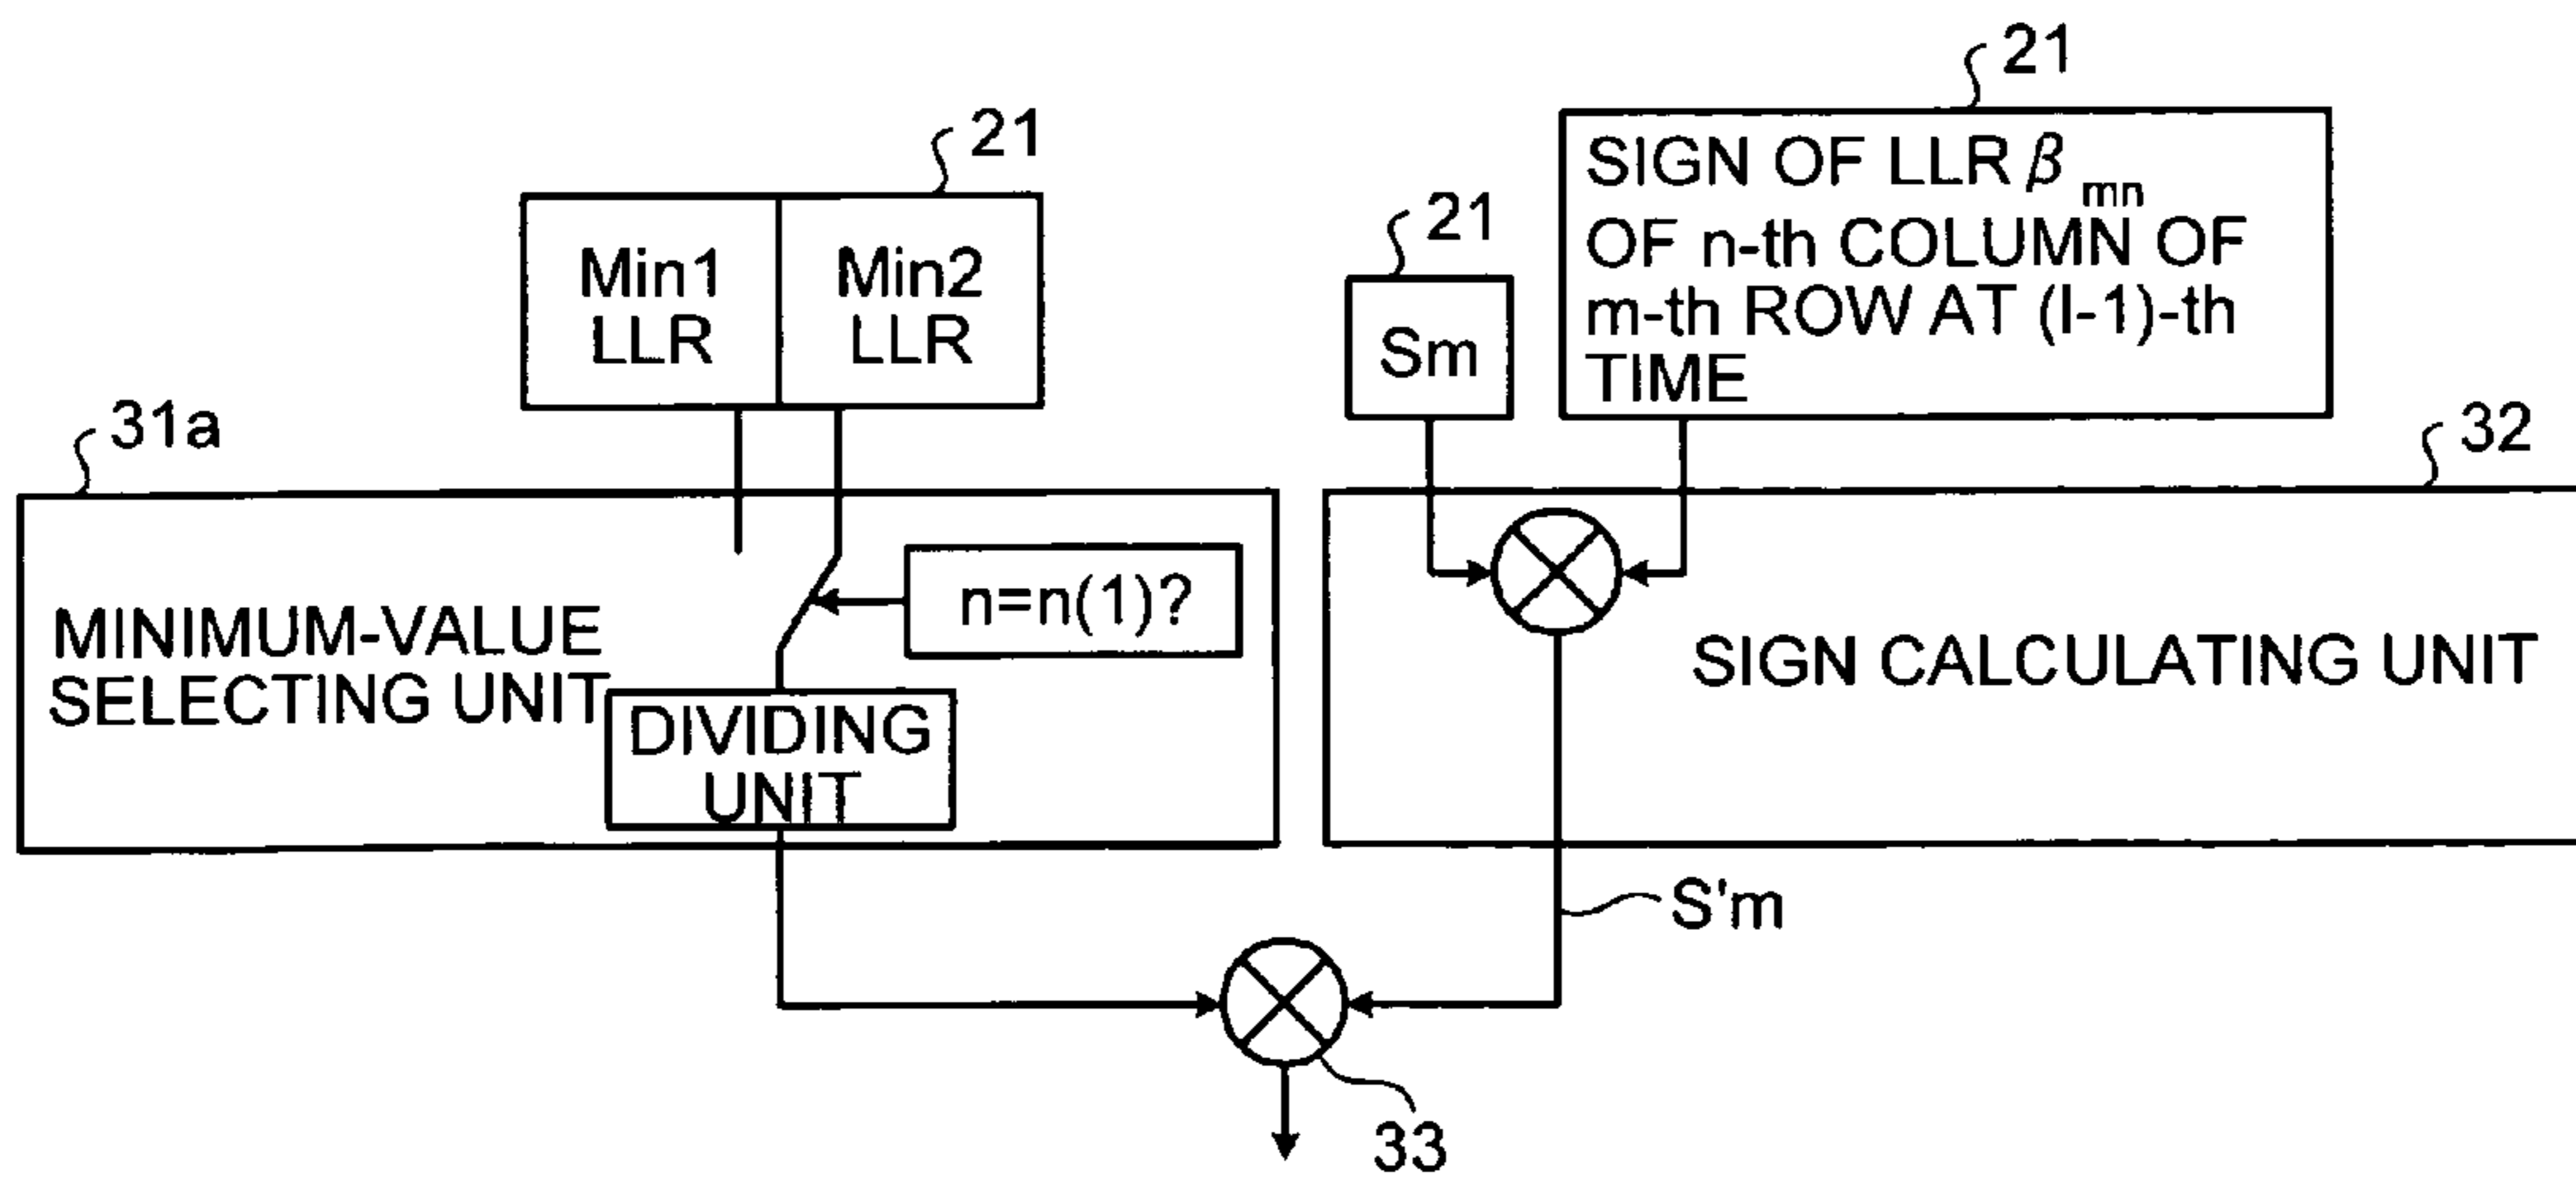 21
21
21
Min1
LLR
Min2
LLR
Sm
SIGN OF LLR βmn
OF n-th COLUMN OF
m-th ROW AT (l-1)-th
TIME
31a
32
MINIMUM-VALUE
SELECTING UNIT
n=n(1)?
DIVIDING
UNIT
SIGN CALCULATING UNIT
S'm
33